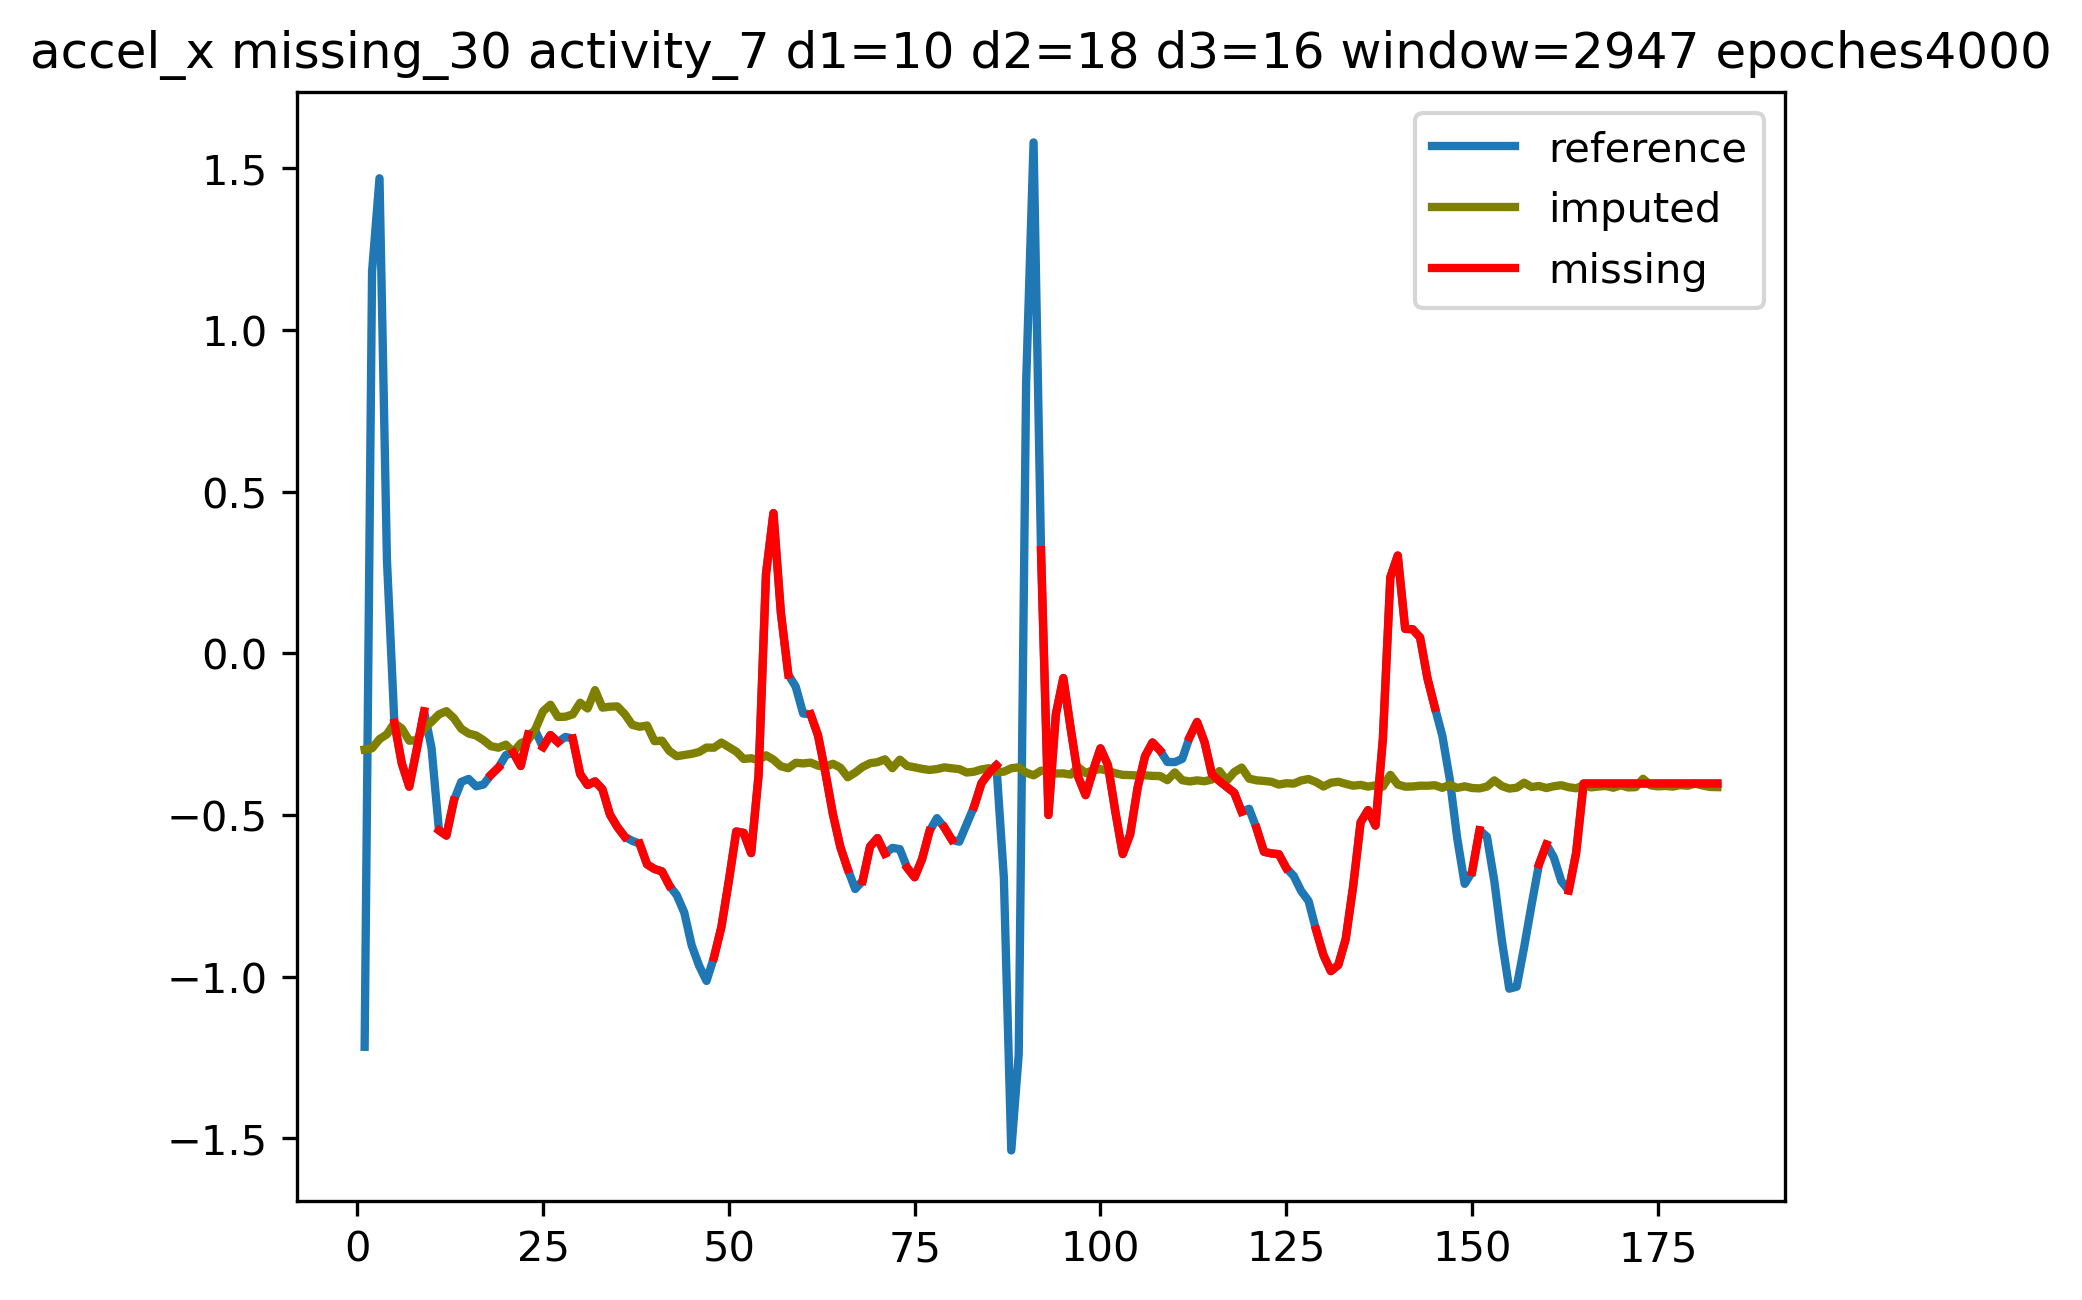 accel_x missing_30 activity_7 d1=10 d2=18 d3=16 window=2947 epoches4000
reference
imputed
missing
1.5
1.0
0.5
0.0
−0.5
−1.0
−1.5
0 25 50 75 100 125 150 175